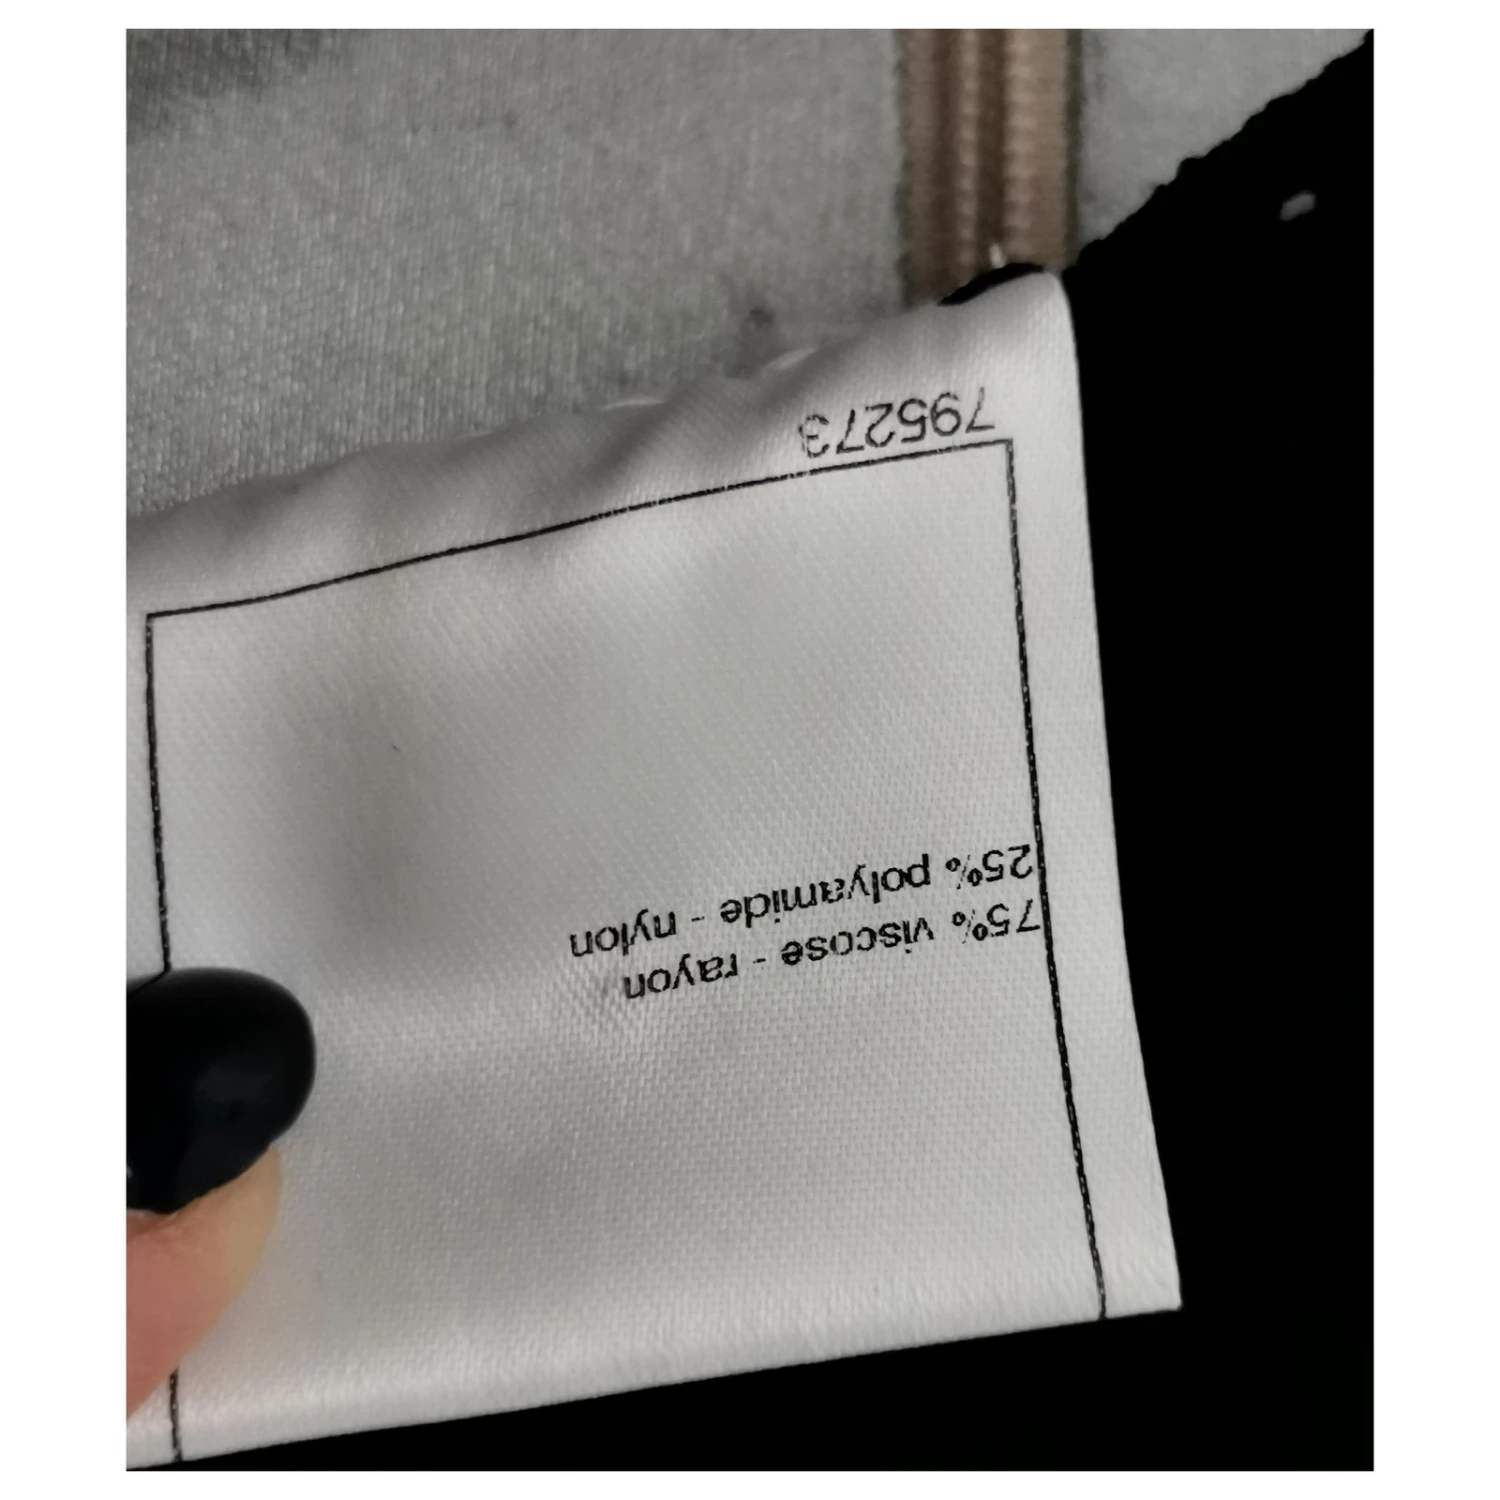 75% viscose - rayon
25% polyamide - nylon
795273